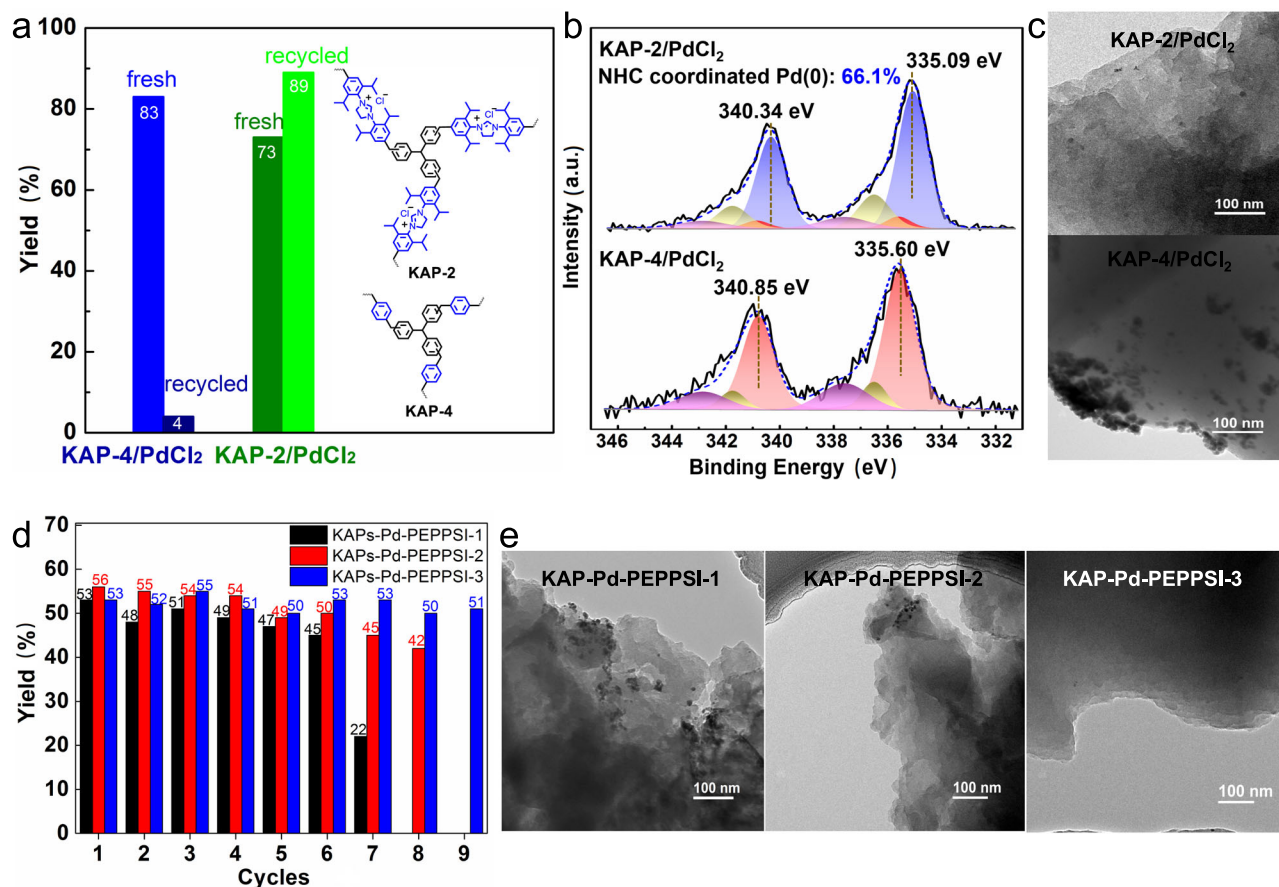 a
Yield (%)
100
80
60
40
20
0
fresh
83
recycled
4
fresh
73
recycled
89
KAP-4/PdCl₂
KAP-2/PdCl₂
N
+
N
Cl⁻
N
+
N
Cl⁻
N
+
N
Cl⁻
KAP-2
KAP-4
b
Intensity (a.u.)
KAP-2/PdCl₂
NHC coordinated Pd(0): 66.1%
340.34 eV
335.09 eV
KAP-4/PdCl₂
340.85 eV
335.60 eV
346 344 342 340 338 336 334 332
Binding Energy (eV)
c
KAP-2/PdCl₂
100 nm
KAP-4/PdCl₂
100 nm
d
Yield (%)
70
60
50
40
30
20
10
0
KAPs-Pd-PEPPSI-1
KAPs-Pd-PEPPSI-2
KAPs-Pd-PEPPSI-3
53 56 53
48 55 52
51 54 55
49 54 51
47 49 50
45 50 53
22 45 53
42 50
51
1 2 3 4 5 6 7 8 9
Cycles
e
KAP-Pd-PEPPSI-1
100 nm
KAP-Pd-PEPPSI-2
100 nm
KAP-Pd-PEPPSI-3
100 nm